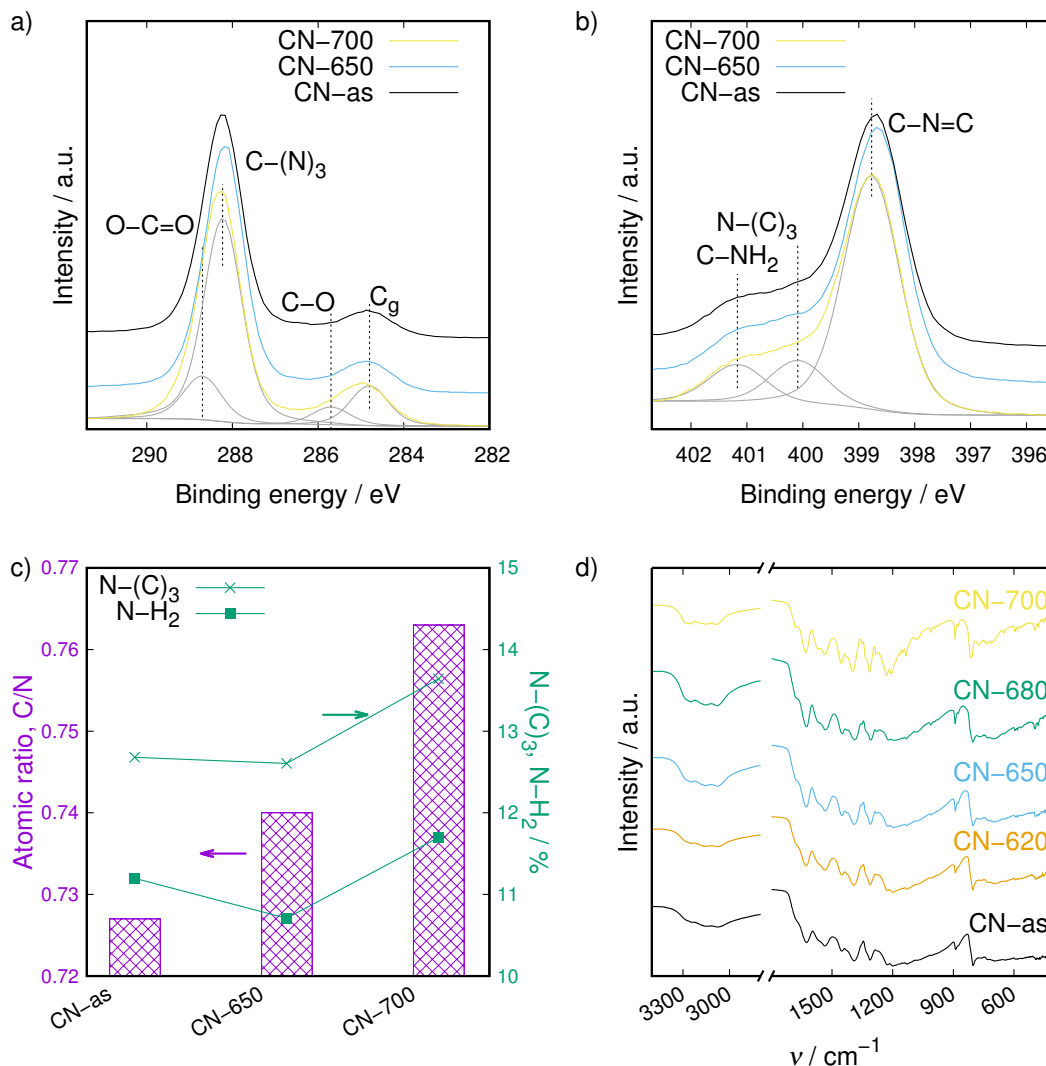 a)
CN−700
CN−650
CN−as
C−(N)3
O−C=O
C−O
Cg
Intensity / a.u.
290
288
286
284
282
Binding energy / eV
b)
CN−700
CN−650
CN−as
C−N=C
N−(C)3
C−NH2
Intensity / a.u.
402
401
400
399
398
397
396
Binding energy / eV
c)
N−(C)3
N−H2
0.77
0.76
0.75
0.74
0.73
0.72
Atomic ratio, C/N
15
14
13
12
11
10
N−(C)3, N−H2 / %
CN−as
CN−650
CN−700
d)
CN−700
CN−680
CN−650
CN−620
CN−as
Intensity / a.u.
3300
3000
1500
1200
900
600
ν / cm−1